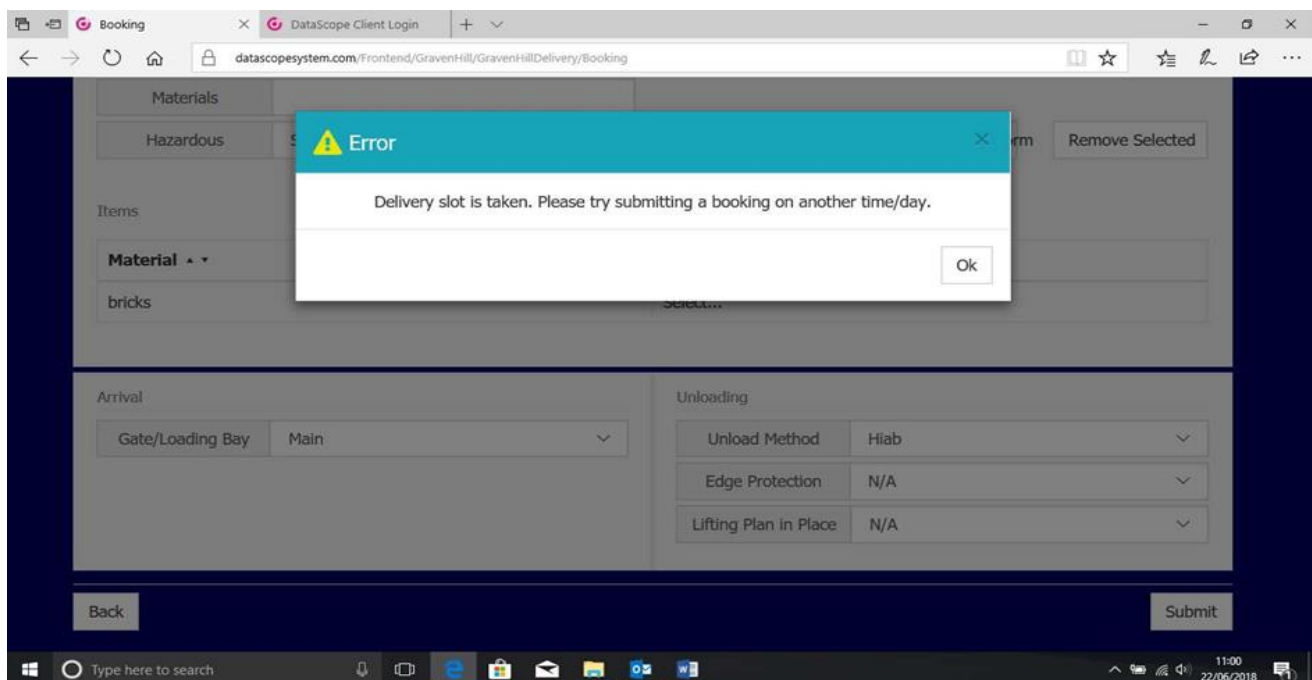 Booking
DataScope Client Login
datascopesystem.com/Frontend/GravenHill/GravenHillDelivery/Booking
Materials
Hazardous
Remove Selected
Error
Delivery slot is taken. Please try submitting a booking on another time/day.
Ok
Items
Material
bricks
Select...
Arrival
Unloading
Gate/Loading Bay Main
Unload Method Hiab
Edge Protection N/A
Lifting Plan in Place N/A
Back
Submit
Type here to search
11:00
22/06/2018